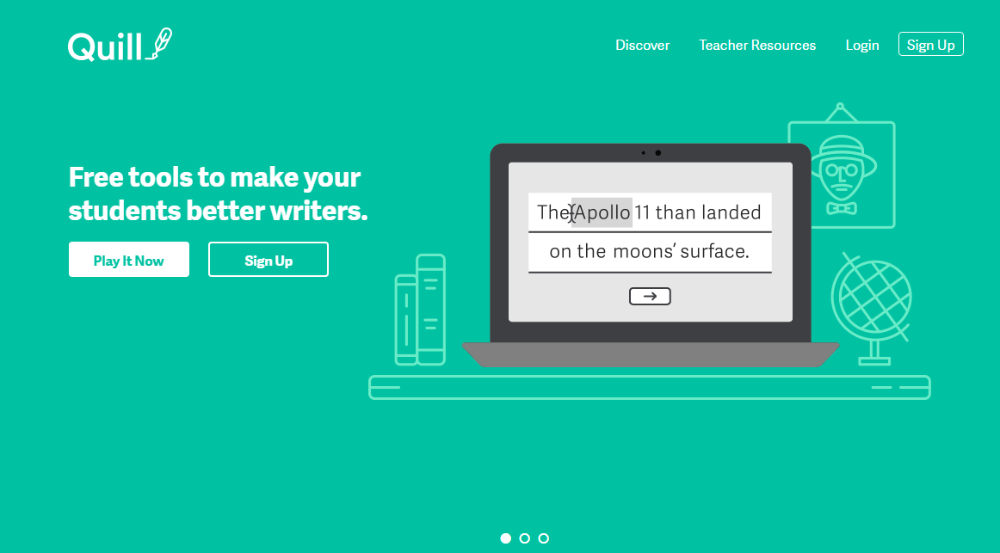 Quill
Discover
Teacher Resources
Login
Sign Up
Free tools to make your
students better writers.
Play It Now
Sign Up
The Apollo 11 than landed
on the moons’ surface.